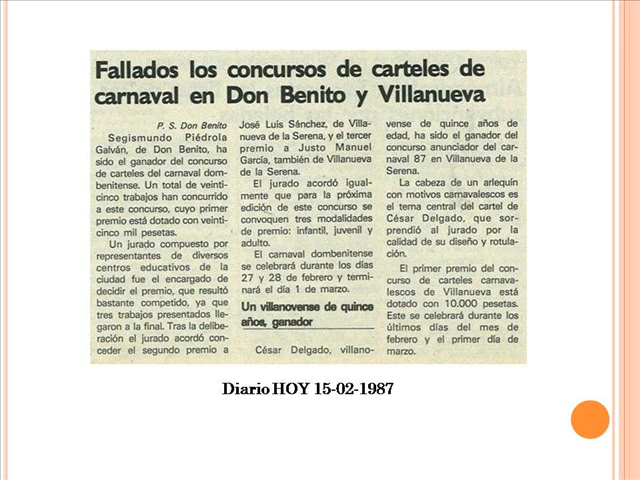 Fallados los concursos de carteles de
carnaval en Don Benito y Villanueva
P. S. Don Benito
Segismundo Piédrola
Galván, de Don Benito, ha
sido el ganador del concurso
de carteles del carnaval dom-
benitense. Un total de veinti-
cinco trabajos han concurrido
a este concurso, cuyo primer
premio está dotado con veinti-
cinco mil pesetas.
Un jurado compuesto por
representantes de diversos
centros educativos de la
ciudad fue el encargado de
decidir el premio, que resultó
bastante competido, ya que
tres trabajos presentados lle-
garon a la final. Tras la delibe-
ración el jurado acordó con-
ceder el segundo premio a
José Luis Sánchez, de Villa-
nueva de la Serena, y el tercer
premio a Justo Manuel
García, también de Villanueva
de la Serena.
El jurado acordó igual-
mente que para la próxima
edición de este concurso se
convoquen tres modalidades
de premio: infantil, juvenil y
adulto.
El carnaval dombenitense
se celebrará durante los días
27 y 28 de febrero y termi-
nará el día 1 de marzo.
Un villanovense de quince
años, ganador
César Delgado, villano-
vense de quince años de
edad, ha sido el ganador del
concurso anunciador del car-
naval 87 en Villanueva de la
Serena.
La cabeza de un arlequín
con motivos carnavalescos es
el tema central del cartel de
César Delgado, que sor-
prendió al jurado por la
calidad de su diseño y rotula-
ción.
El primer premio del con-
curso de carteles carnava-
lescos de Villanueva está
dotado con 10.000 pesetas.
Este se celebrará durante los
últimos días del mes de
febrero y el primer día de
marzo.
Diario HOY 15-02-1987